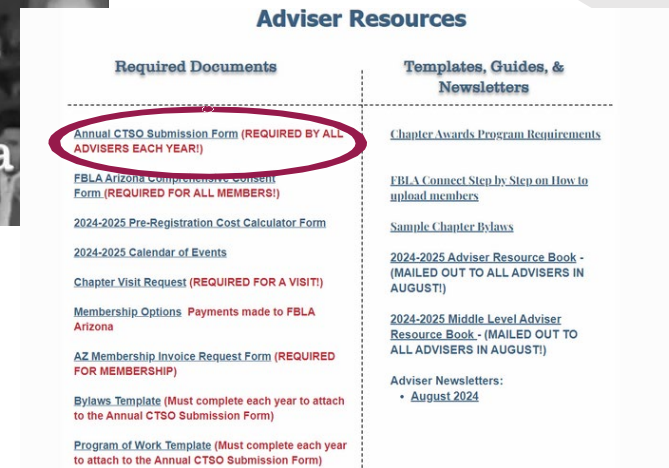 Adviser Resources
Required Documents
Annual CTSO Submission Form (REQUIRED BY ALL
ADVISERS EACH YEAR!)
FBLA Arizona Comprehensive Consent
Form (REQUIRED FOR ALL MEMBERS!)
2024-2025 Pre-Registration Cost Calculator Form
2024-2025 Calendar of Events
Chapter Visit Request (REQUIRED FOR A VISIT!)
Membership Options Payments made to FBLA
Arizona
AZ Membership Invoice Request Form (REQUIRED
FOR MEMBERSHIP)
Bylaws Template (Must complete each year to attach
to the Annual CTSO Submission Form)
Program of Work Template (Must complete each year
to attach to the Annual CTSO Submission Form)
Templates, Guides, &
Newsletters
Chapter Awards Program Requirements
FBLA Connect Step by Step on How to
upload members
Sample Chapter Bylaws
2024-2025 Adviser Resource Book -
(MAILED OUT TO ALL ADVISERS IN
AUGUST!)
2024-2025 Middle Level Adviser
Resource Book - (MAILED OUT TO
ALL ADVISERS IN AUGUST!)
Adviser Newsletters:
• August 2024
a